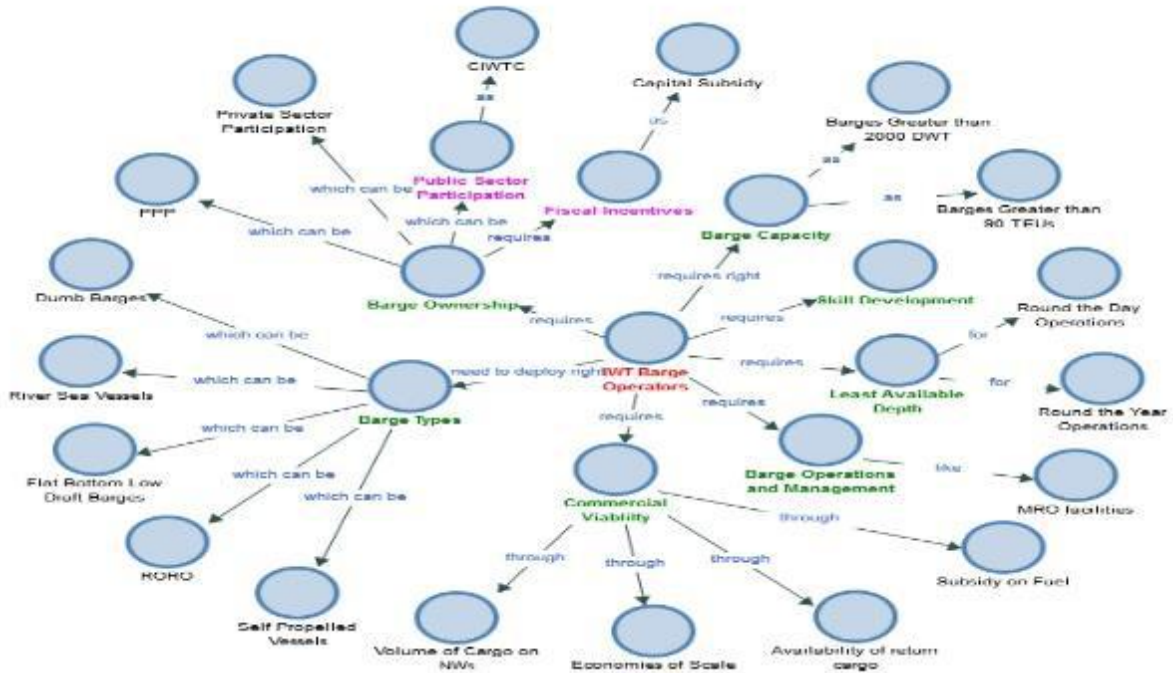 CIWTC
Capital Subsidy
Private Sector
Participation
as
as
Barges Greater than
2000 DWT
which can be
Public Sector
Participation
as
PPP
which can be
which can be
Fiscal Incentives
requires
Barge Capacity
as
Barges Greater than
90 TEUs
Dumb Barges
Barge Ownership
requires right
Skill Development
Round the Day
Operations
which can be
requires
requires
for
River Sea Vessels
which can be
need to deploy right
IWT Barge
Operators
requires
Least Available
Depth
for
Round the Year
Operations
Barge Types
requires
requires
which can be
Flat Bottom Low
Draft Barges
which can be
which can be
Barge Operations
and Management
like
MRO facilities
Commercial
Viablilty
through
RORO
through
through
through
Subsidy on Fuel
Self Propelled
Vessels
Volume of Cargo on
NWs
Economies of Scale
Availability of return
cargo